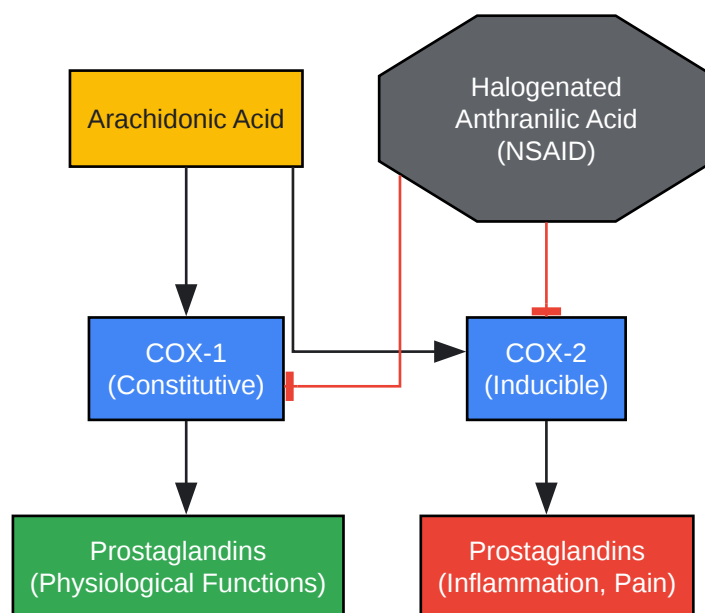 Arachidonic Acid
Halogenated
Anthranilic Acid
(NSAID)
COX-1
(Constitutive)
COX-2
(Inducible)
Prostaglandins
(Physiological Functions)
Prostaglandins
(Inflammation, Pain)